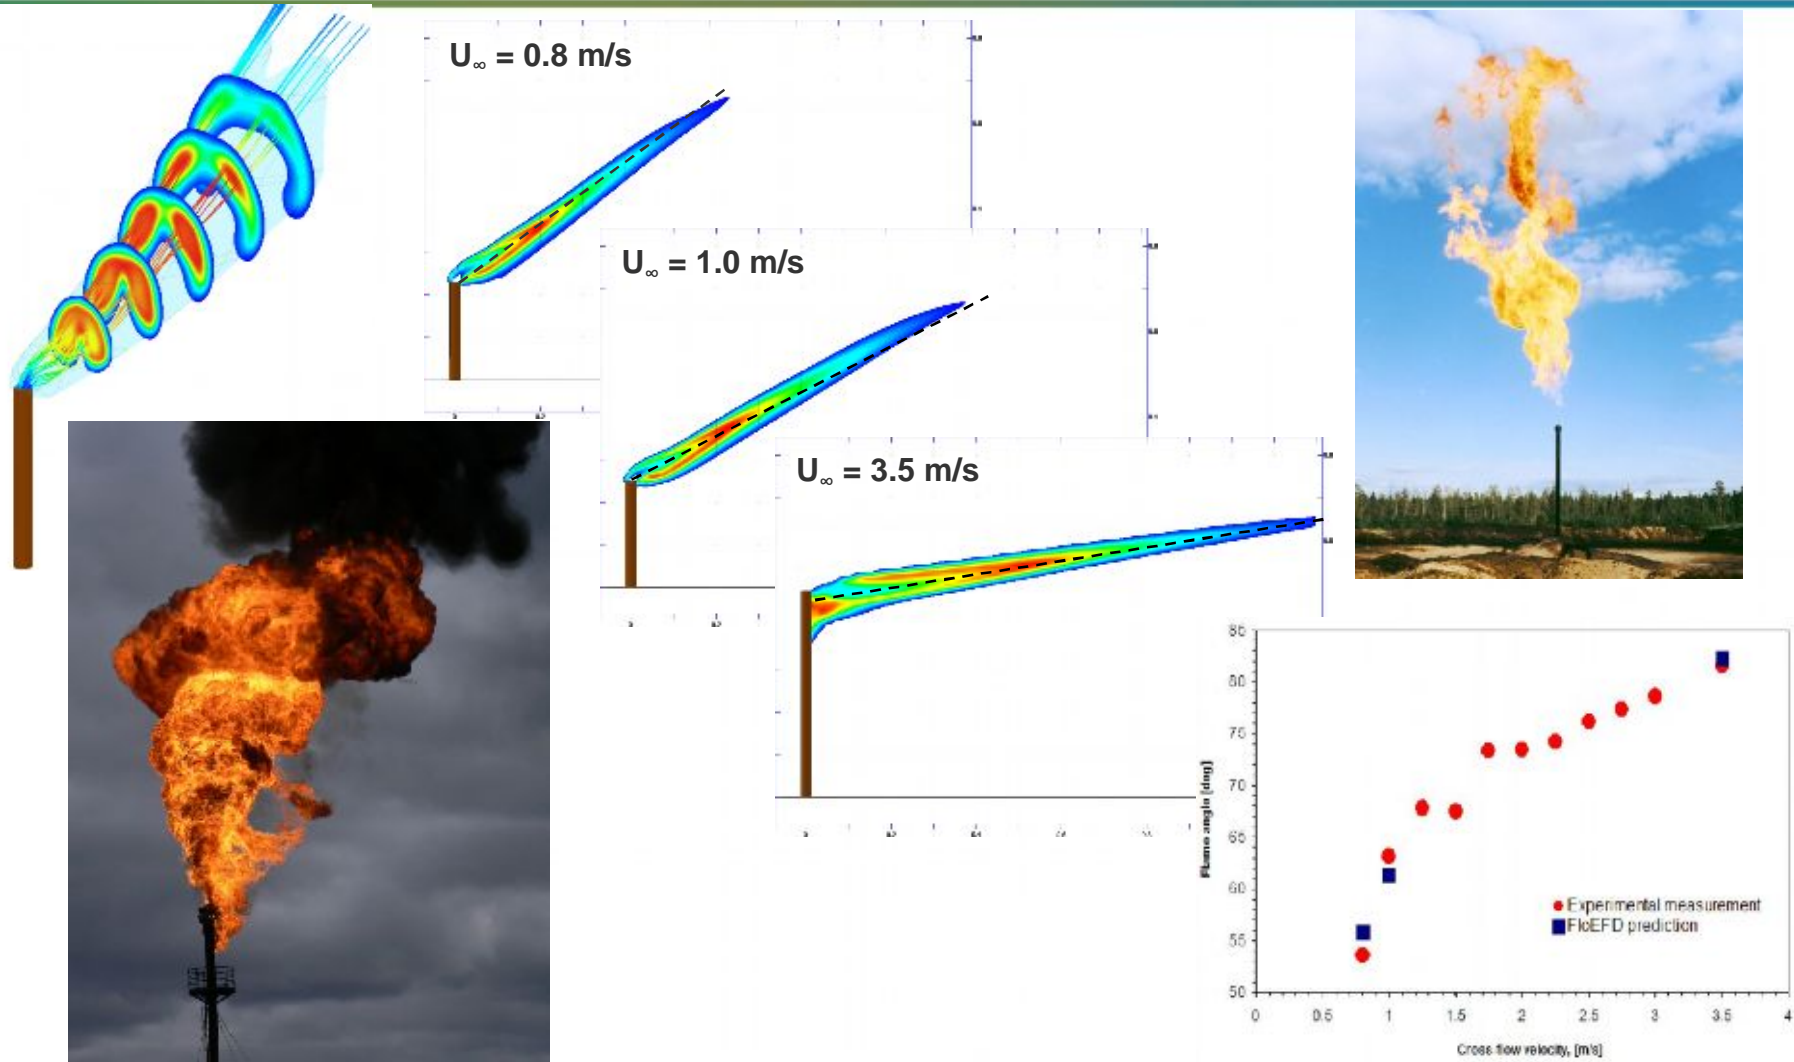 U∞ = 0.8 m/s
U∞ = 1.0 m/s
U∞ = 3.5 m/s
85
80
75
70
65
60
55
50
Flame angle [deg]
Experimental measurement
FloEFD prediction
0 0.5 1 1.5 2 2.5 3 3.5 4
Cross flow velocity, [m/s]